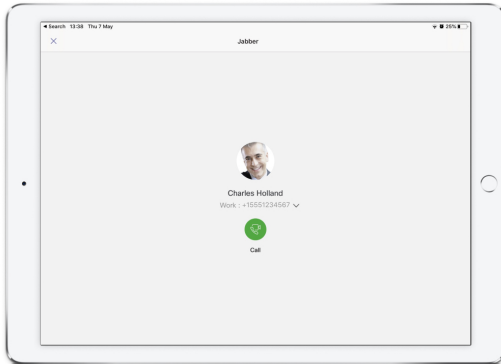 ◀ Search 13:38 Thu 7 May 25%
Jabber
Charles Holland
Work : +15551234567
Call